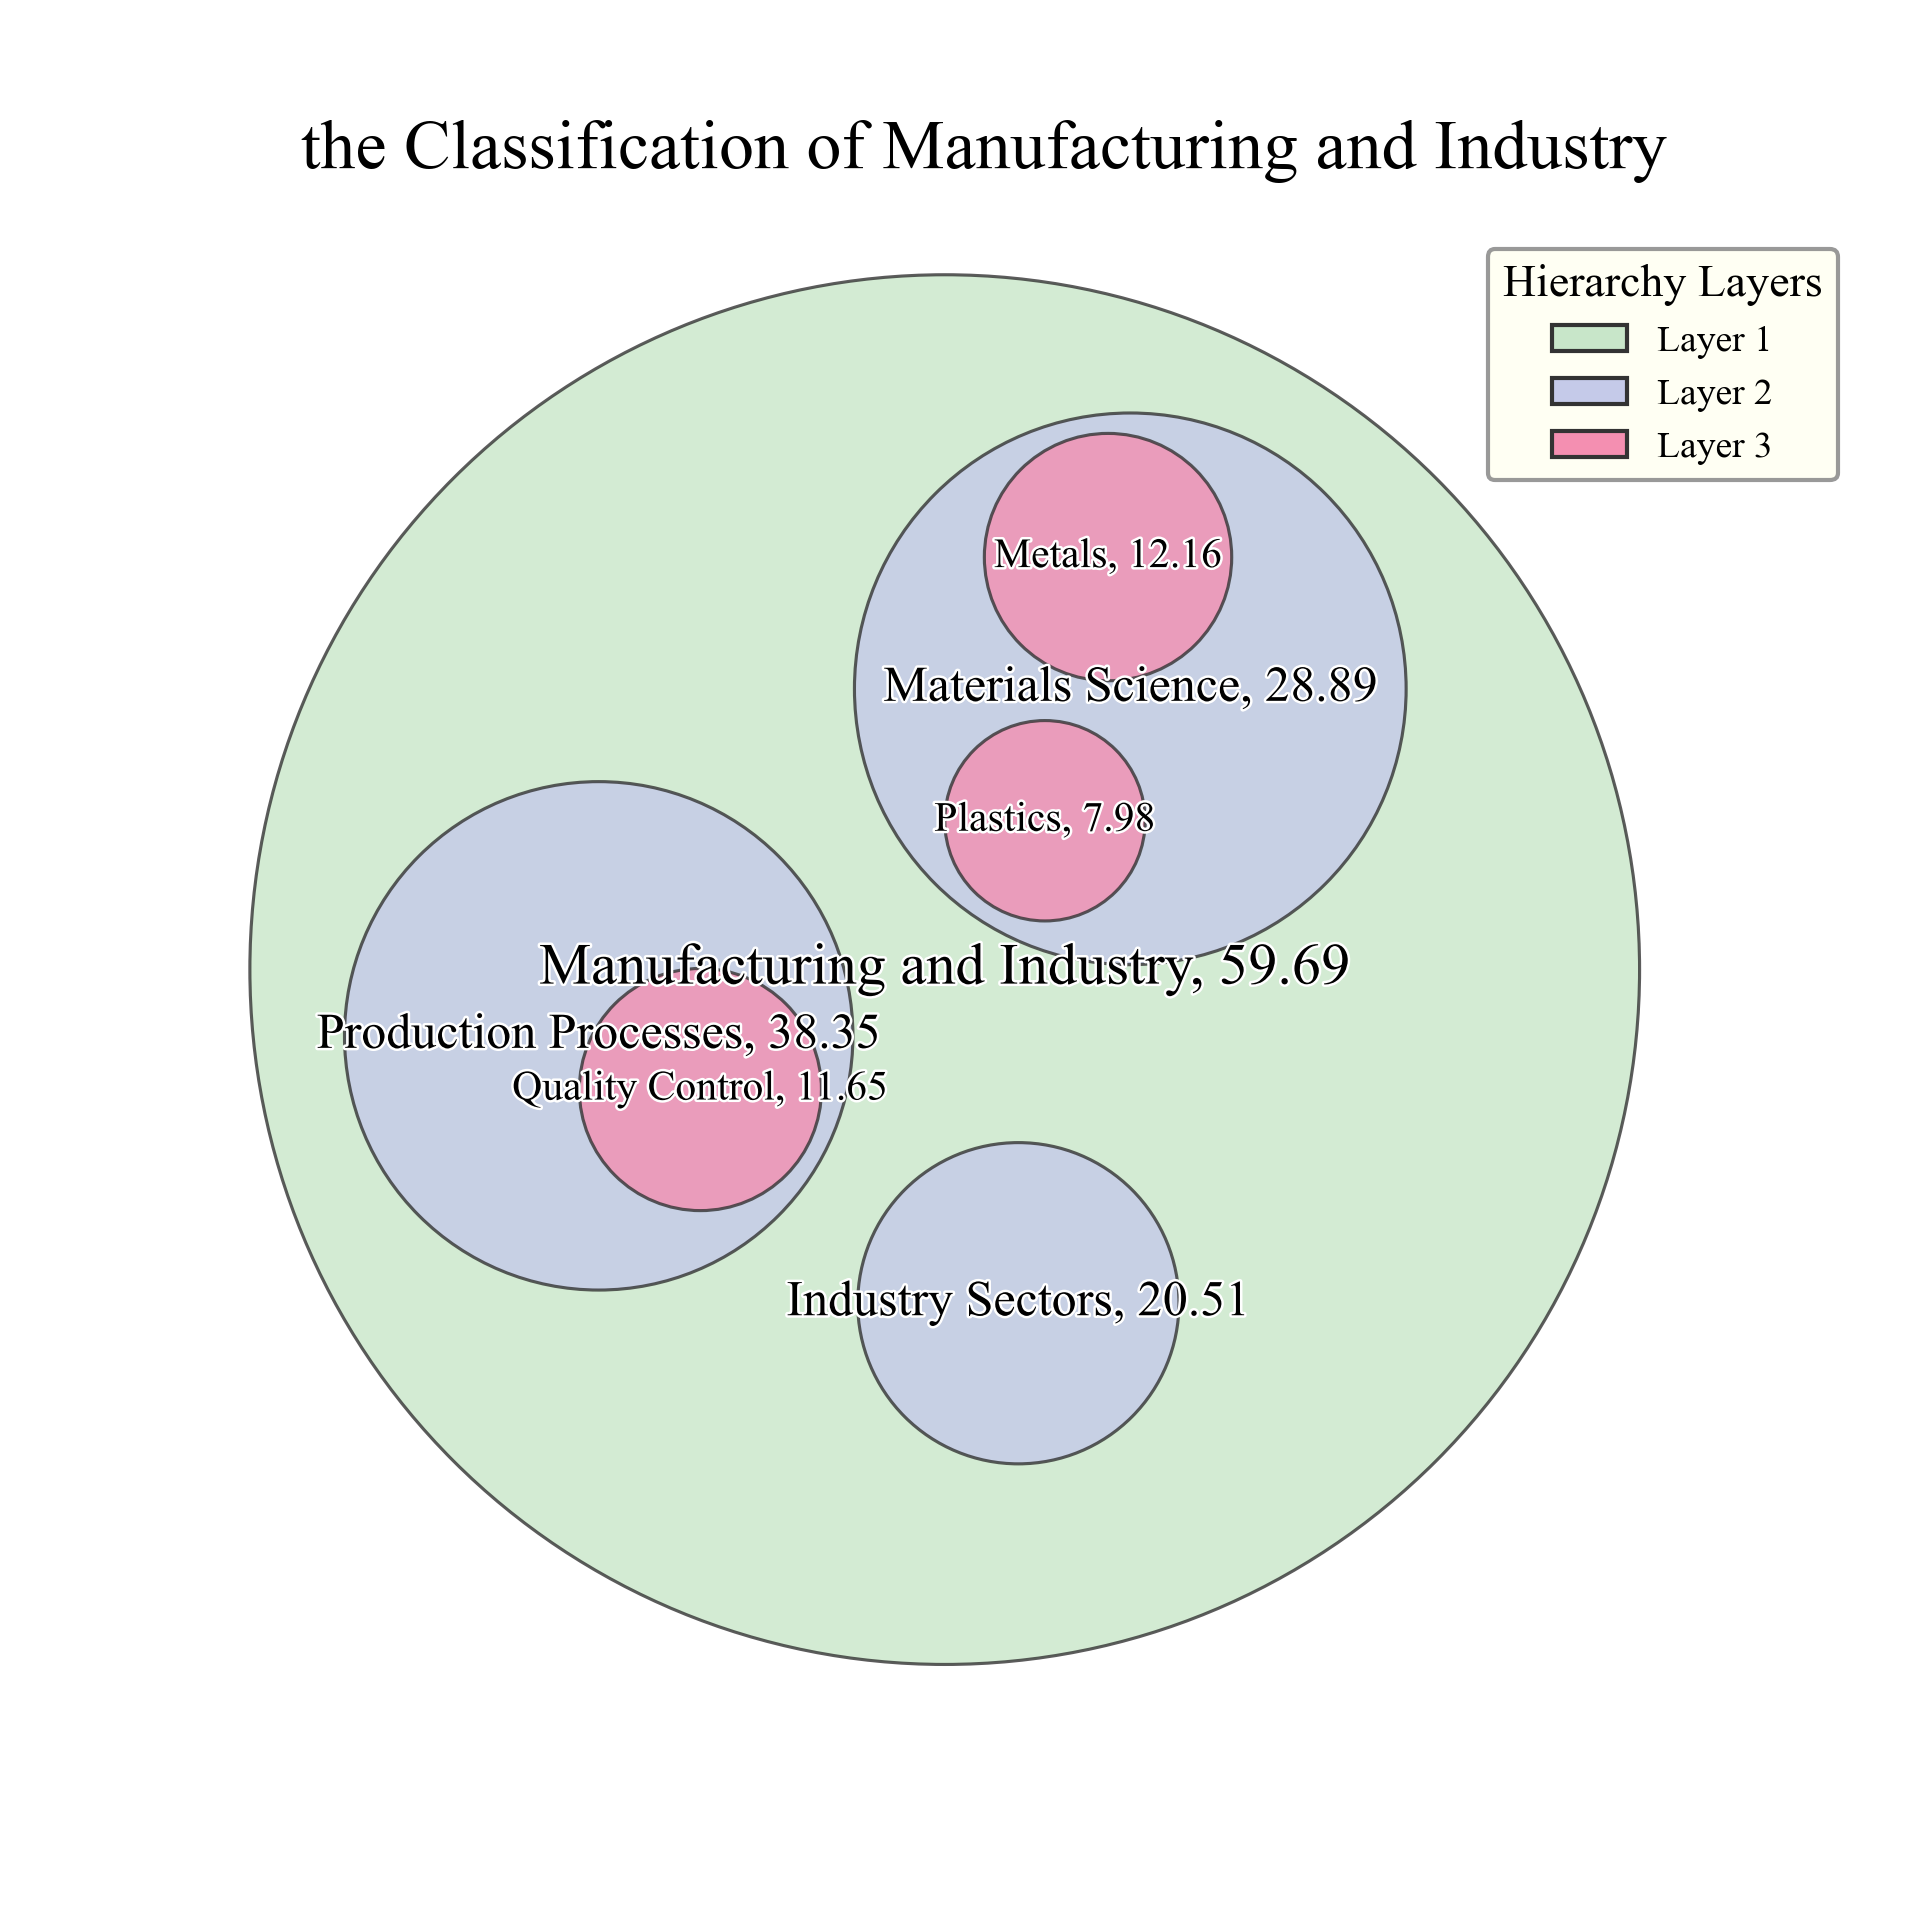 the Classification of Manufacturing and Industry
Hierarchy Layers
Layer 1
Layer 2
Layer 3
Metals, 12.16
Materials Science, 28.89
Plastics, 7.98
Manufacturing and Industry, 59.69
Production Processes, 38.35
Quality Control, 11.65
Industry Sectors, 20.51